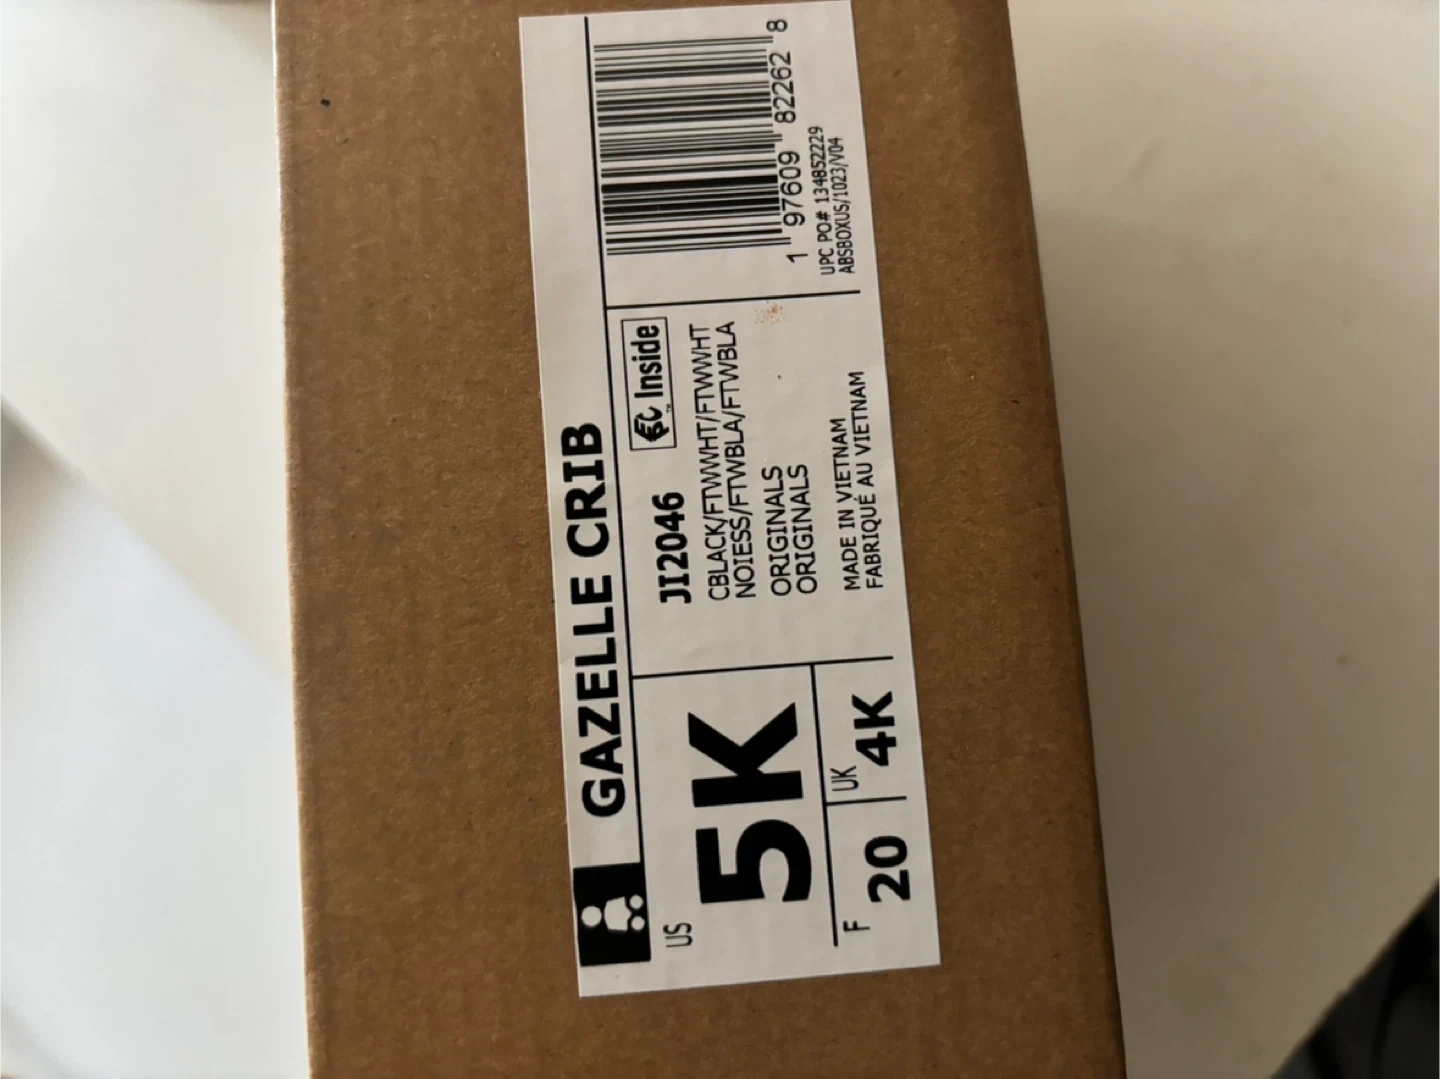 GAZELLE CRIB
US
5K
F
20
UK
4K
JI2046
Inside
™
CBLACK/FTWWHT/FTWWHT
NOIESS/FTWBLA/FTWBLA
ORIGINALS
ORIGINALS
MADE IN VIETNAM
FABRIQUÉ AU VIETNAM
1 97609 82262 8
UPC PO# 134852229
ABSBOXUS/1023/V04